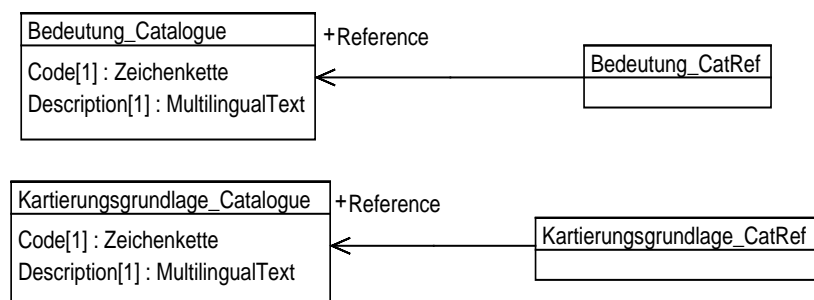 Bedeutung_Catalogue
+Reference
Code[1] : Zeichenkette
Description[1] : MultilingualText
Bedeutung_CatRef
Kartierungsgrundlage_Catalogue
+Reference
Code[1] : Zeichenkette
Description[1] : MultilingualText
Kartierungsgrundlage_CatRef